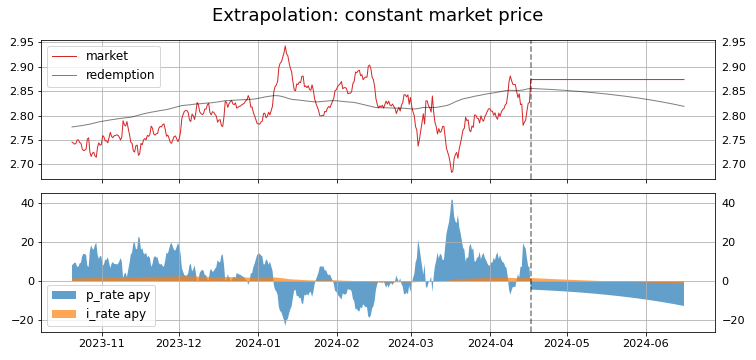 Extrapolation: constant market price
2.95 2.95
market
redemption
2.90 2.90
2.85 2.85
2.80 2.80
2.75 2.75
2.70 2.70
40 40
20 20
0 0
p_rate apy
i_rate apy
−20 −20
2023-11 2023-12 2024-01 2024-02 2024-03 2024-04 2024-05 2024-06